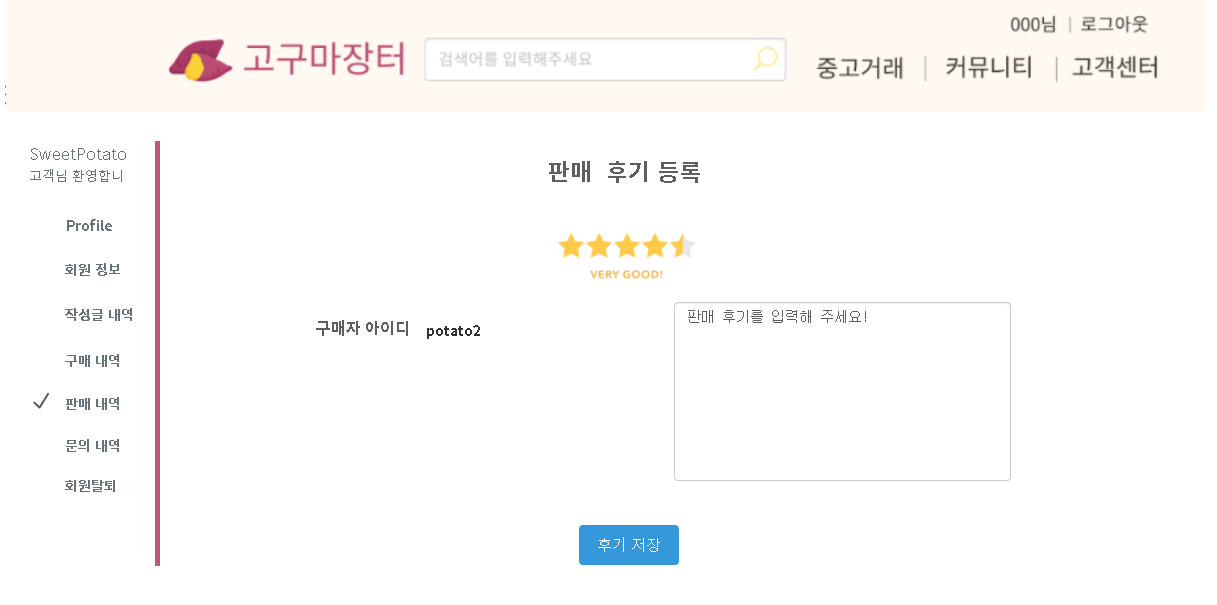 000님 | 로그아웃
고구마장터
검색어를 입력해주세요
중고거래 | 커뮤니티 | 고객센터
SweetPotato
고객님 환영합니
Profile
회원 정보
작성글 내역
구매 내역
판매 내역
문의 내역
회원탈퇴
판매 후기 등록
VERY GOOD!
구매자 아이디 potato2
판매 후기를 입력해 주세요!
후기 저장